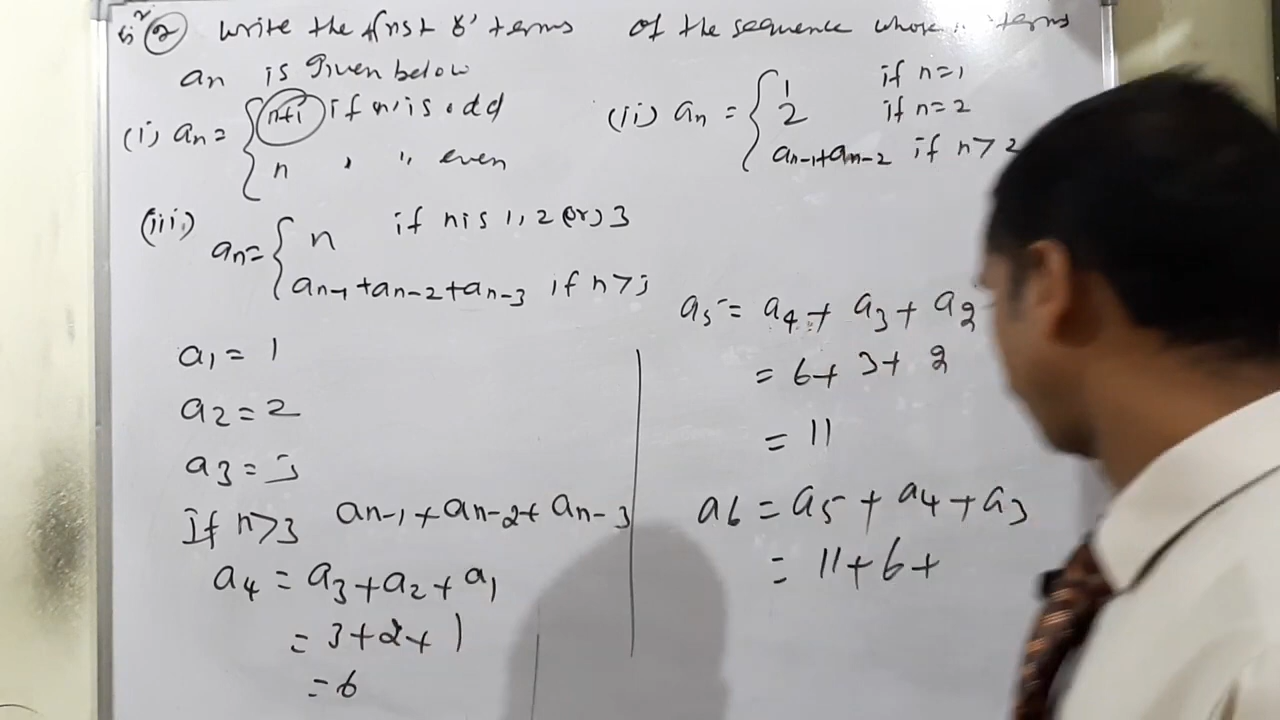 ② Write the first 6 terms of the sequence whose terms
an is given below
(i) an = { n+1 if n is odd
n " " even
(ii) an = { 1 if n=1
2 if n=2
an-1+an-2 if n>2
(iii) an = { n if n is 1, 2 (or) 3
an-1+an-2+an-3 if n>3
a1 = 1
a2 = 2
a3 = 3
if n>3 an-1+an-2+an-3
a4 = a3+a2+a1
= 3+2+1
= 6
a5 = a4+ a3+ a2
= 6+ 3+ 2
= 11
a6 = a5 + a4 + a3
= 11+6+